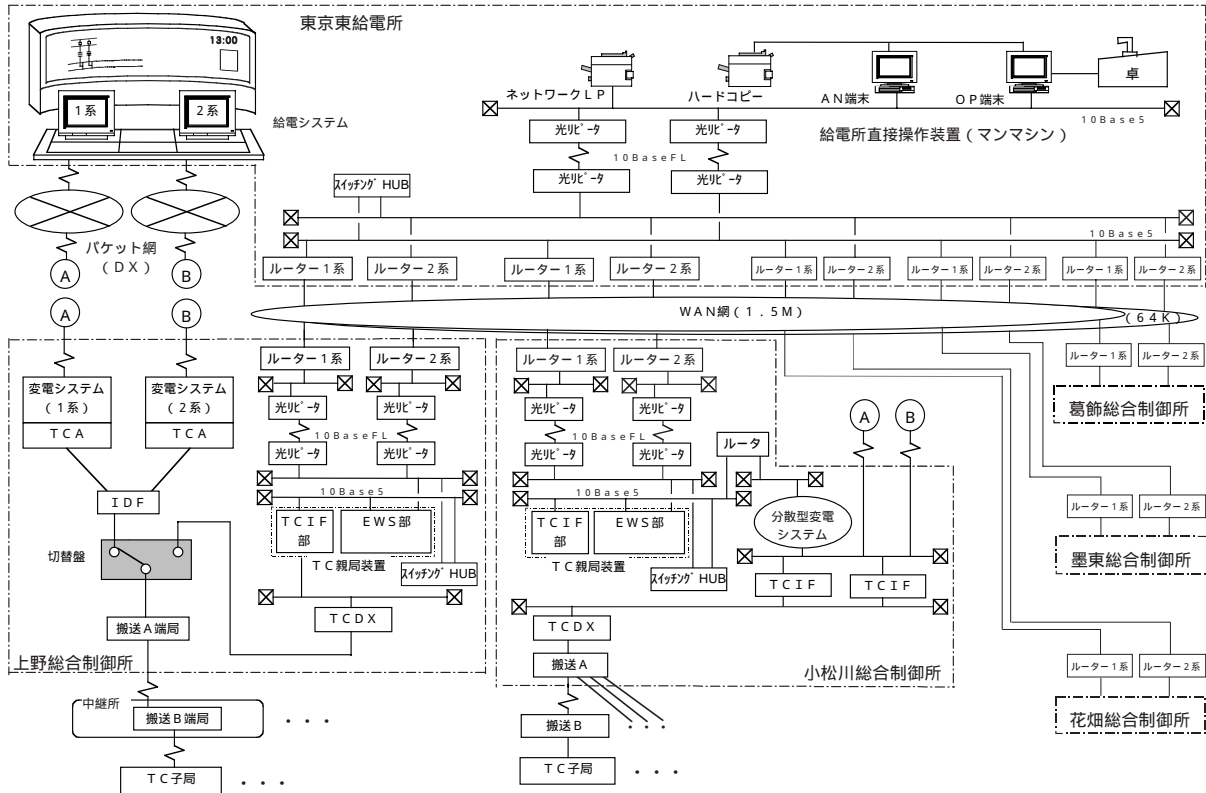 東京東給電所
13:00
1系
2系
給電システム
ネットワークLP
ハードコピー
AN端末
OP端末
卓
10Base5
給電所直接操作装置(マンマシン)
光リピータ
光リピータ
10BaseFL
光リピータ
光リピータ
スイッチングHUB
10Base5
パケット網
(DX)
A
B
A
B
ルーター1系
ルーター2系
ルーター1系
ルーター2系
ルーター1系
ルーター2系
ルーター1系
ルーター2系
ルーター1系
ルーター2系
WAN網(1.5M)
(64K)
変電システム
(1系)
TCA
変電システム
(2系)
TCA
IDF
切替盤
搬送A端局
上野総合制御所
中継所
搬送B端局
・・・
TC子局
・・・
ルーター1系
ルーター2系
光リピータ
光リピータ
10BaseFL
光リピータ
光リピータ
10Base5
TCIF
部
EWS部
TC親局装置
スイッチングHUB
TCDX
ルーター1系
ルーター2系
光リピータ
光リピータ
10BaseFL
光リピータ
光リピータ
10Base5
TCIF
部
EWS部
TC親局装置
スイッチングHUB
ルータ
A
B
分散型変電
システム
TCIF
TCIF
TCDX
搬送A
小松川総合制御所
・・・
搬送B
TC子局
・・・
ルーター1系
ルーター2系
葛飾総合制御所
ルーター1系
ルーター2系
墨東総合制御所
ルーター1系
ルーター2系
花畑総合制御所